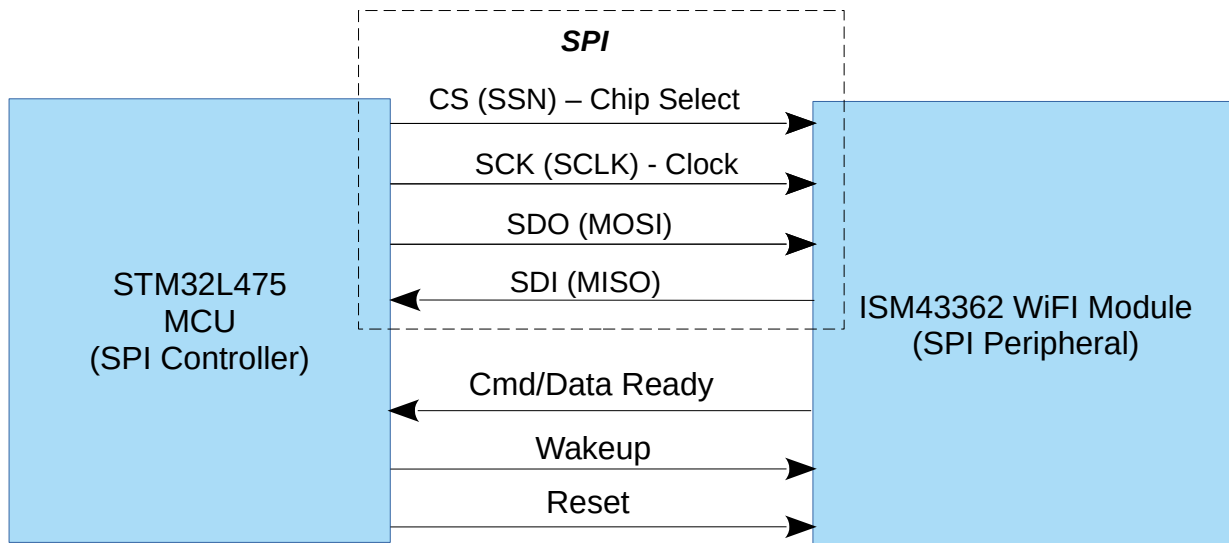 SPI
CS (SSN) – Chip Select
SCK (SCLK) - Clock
SDO (MOSI)
SDI (MISO)
STM32L475
MCU
(SPI Controller)
ISM43362 WiFI Module
(SPI Peripheral)
Cmd/Data Ready
Wakeup
Reset